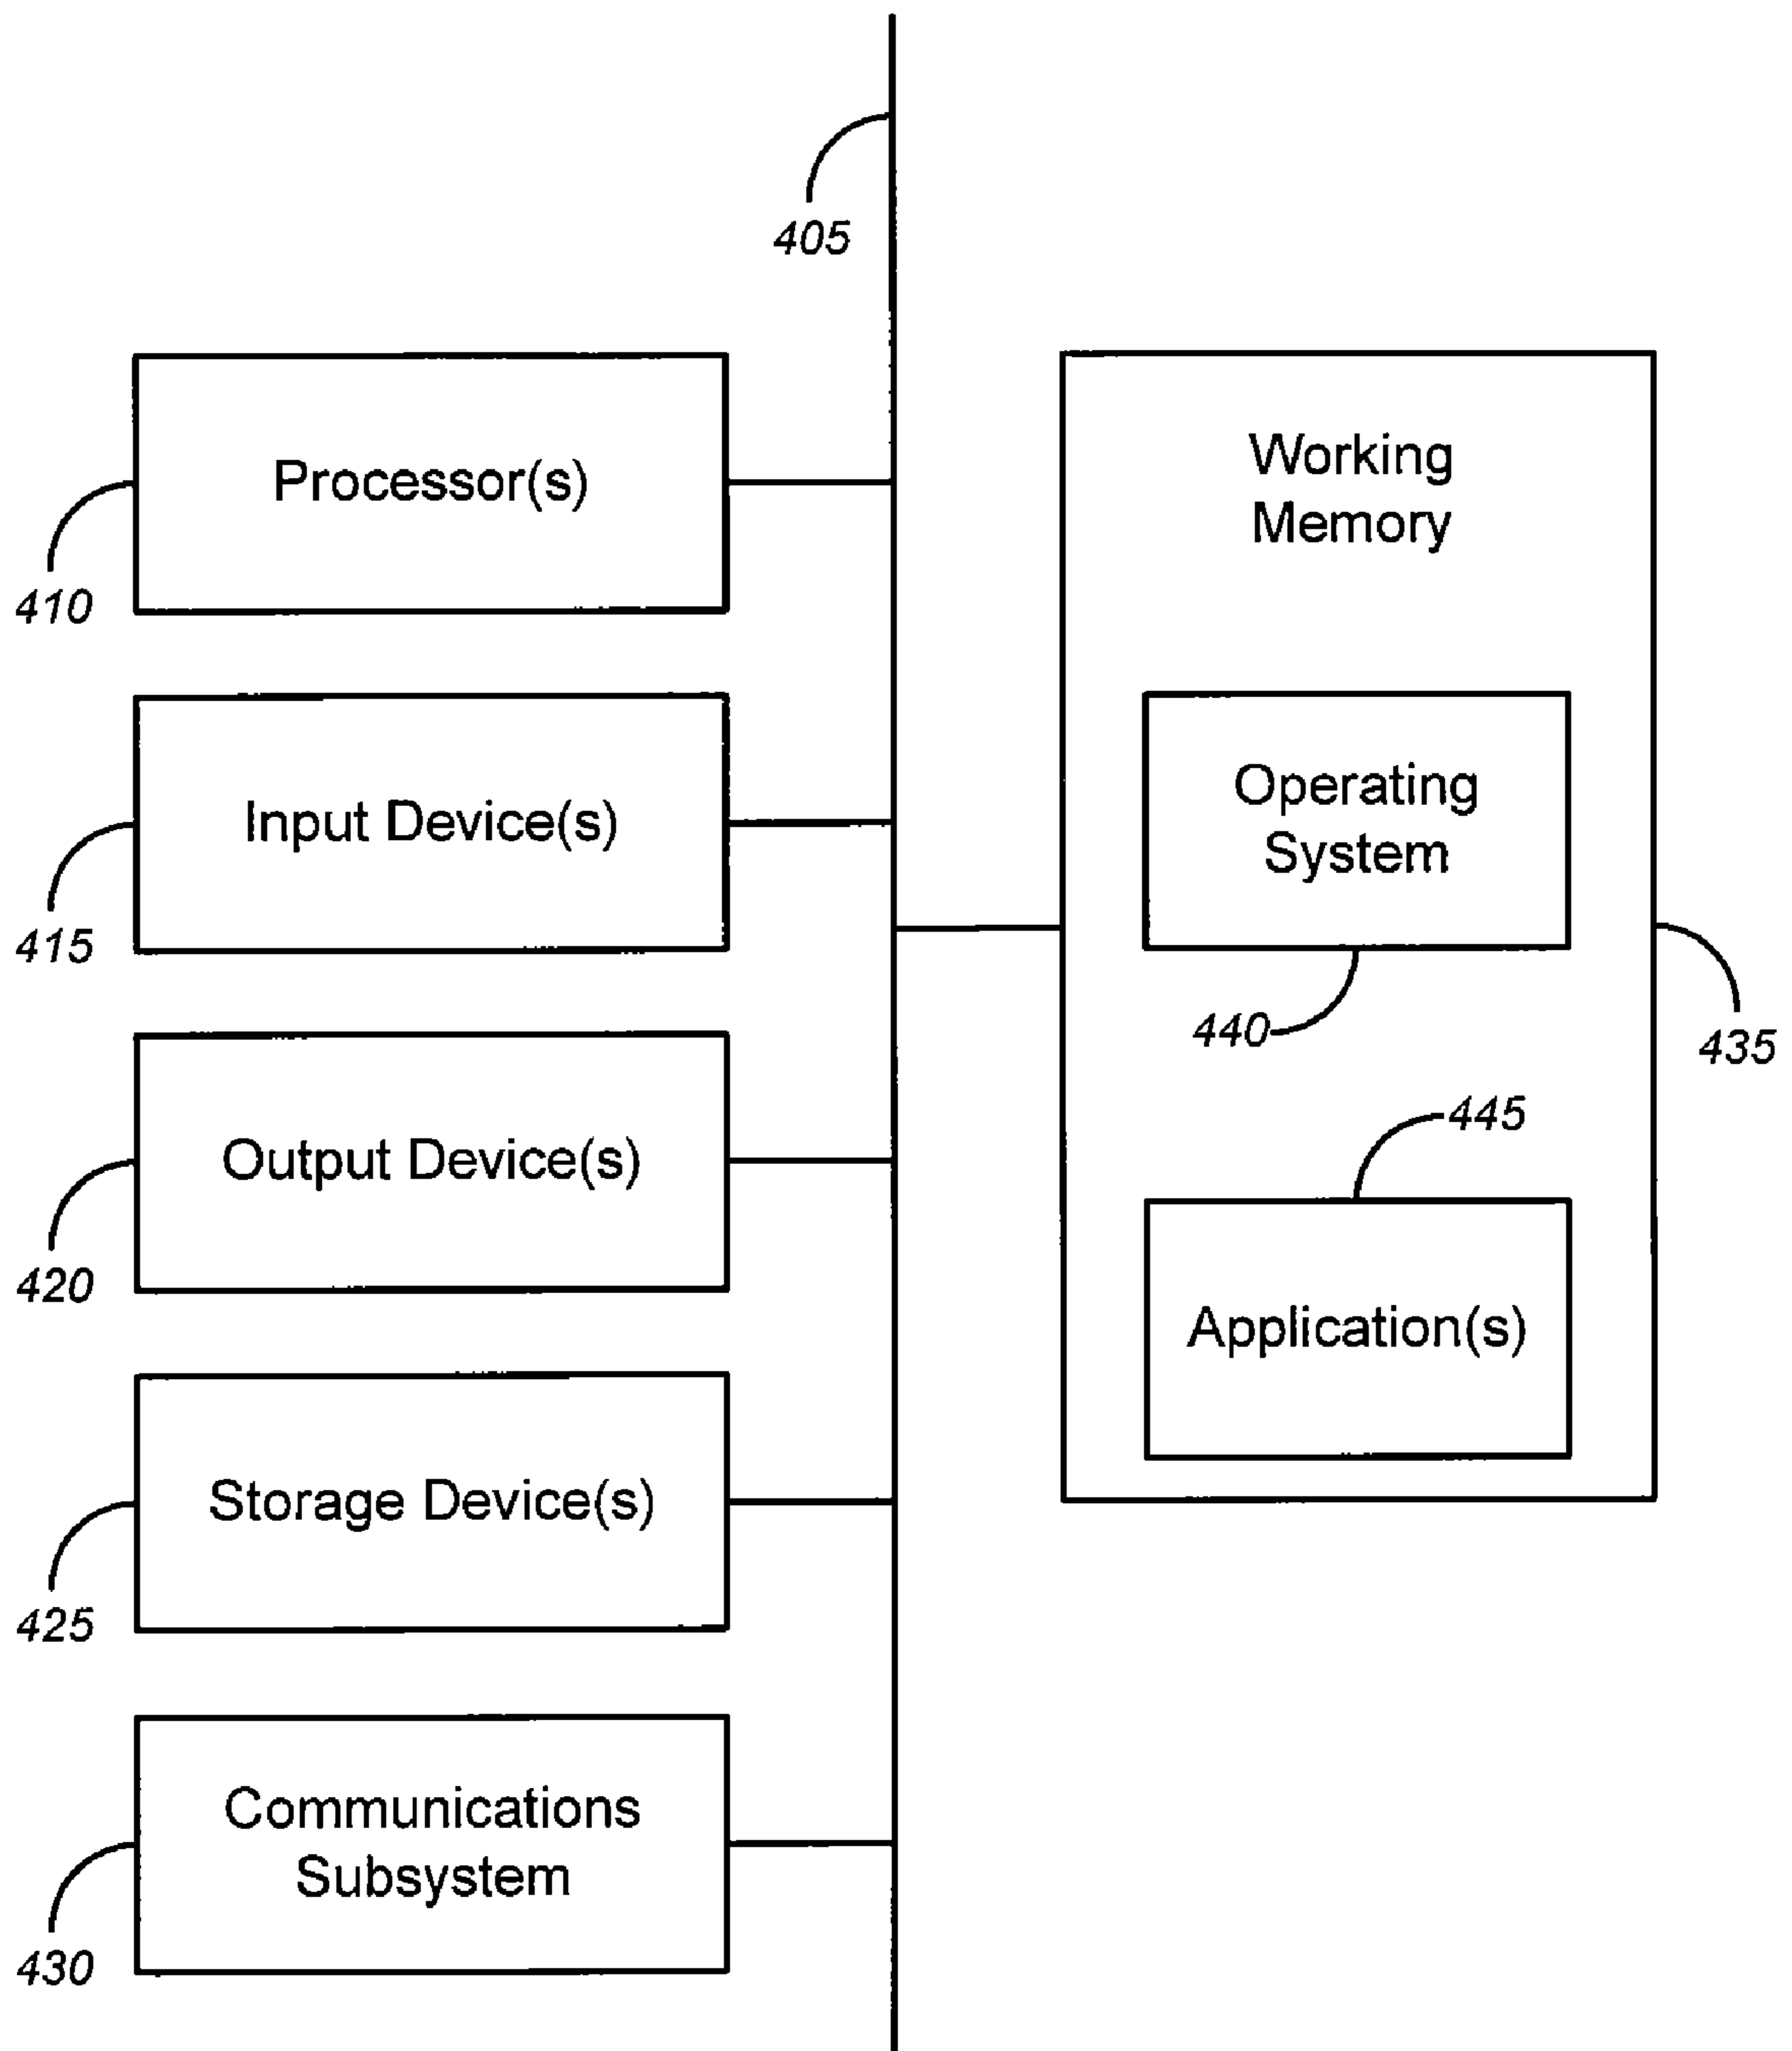 405
Processor(s)
410
Input Device(s)
415
Output Device(s)
420
Storage Device(s)
425
Communications
Subsystem
430
Working
Memory
Operating
System
440
435
445
Application(s)